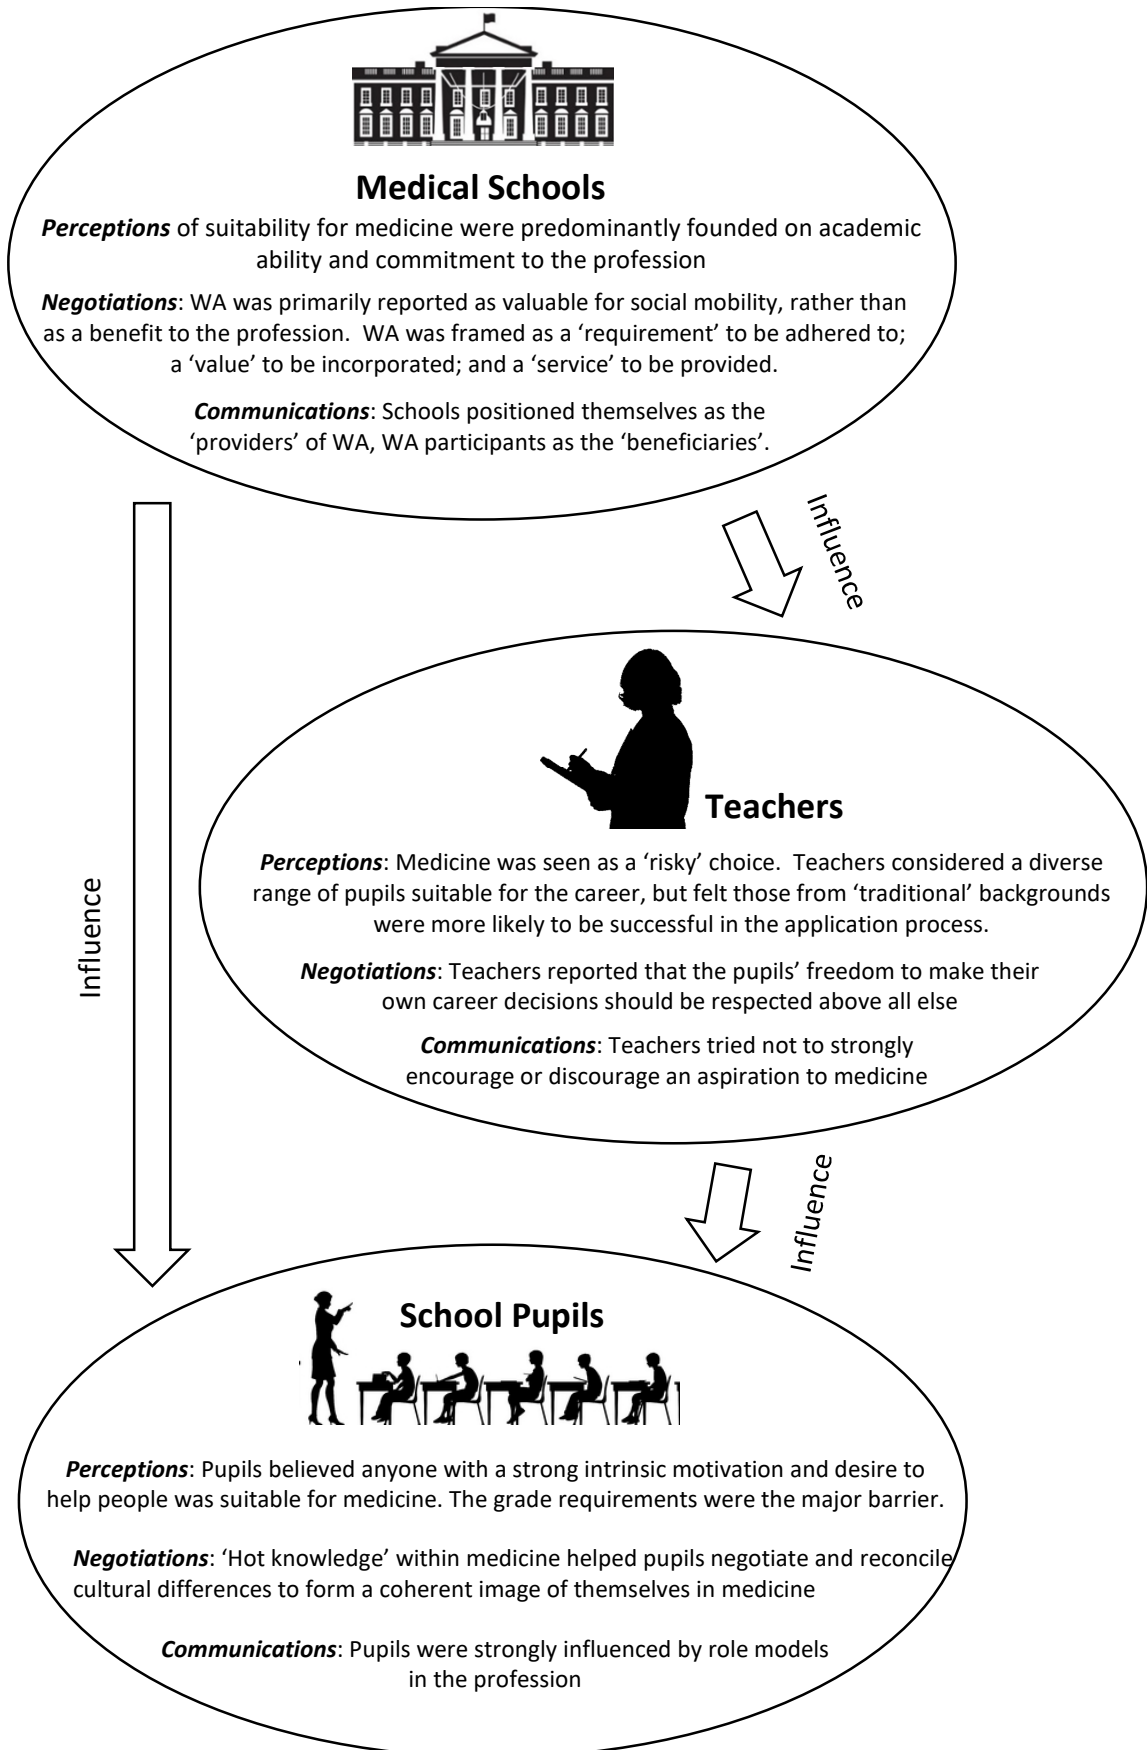 Medical Schools
Perceptions of suitability for medicine were predominantly founded on academic
ability and commitment to the profession
Negotiations: WA was primarily reported as valuable for social mobility, rather than
as a benefit to the profession.  WA was framed as a ‘requirement’ to be adhered to;
a ‘value’ to be incorporated; and a ‘service’ to be provided.
Communications: Schools positioned themselves as the
‘providers’ of WA, WA participants as the ‘beneficiaries’.
Influence
Influence
Teachers
Perceptions: Medicine was seen as a ‘risky’ choice.  Teachers considered a diverse
range of pupils suitable for the career, but felt those from ‘traditional’ backgrounds
were more likely to be successful in the application process.
Negotiations: Teachers reported that the pupils’ freedom to make their
own career decisions should be respected above all else
Communications: Teachers tried not to strongly
encourage or discourage an aspiration to medicine
Influence
School Pupils
Perceptions: Pupils believed anyone with a strong intrinsic motivation and desire to
help people was suitable for medicine. The grade requirements were the major barrier.
Negotiations: ‘Hot knowledge’ within medicine helped pupils negotiate and reconcile
cultural differences to form a coherent image of themselves in medicine
Communications: Pupils were strongly influenced by role models
in the profession